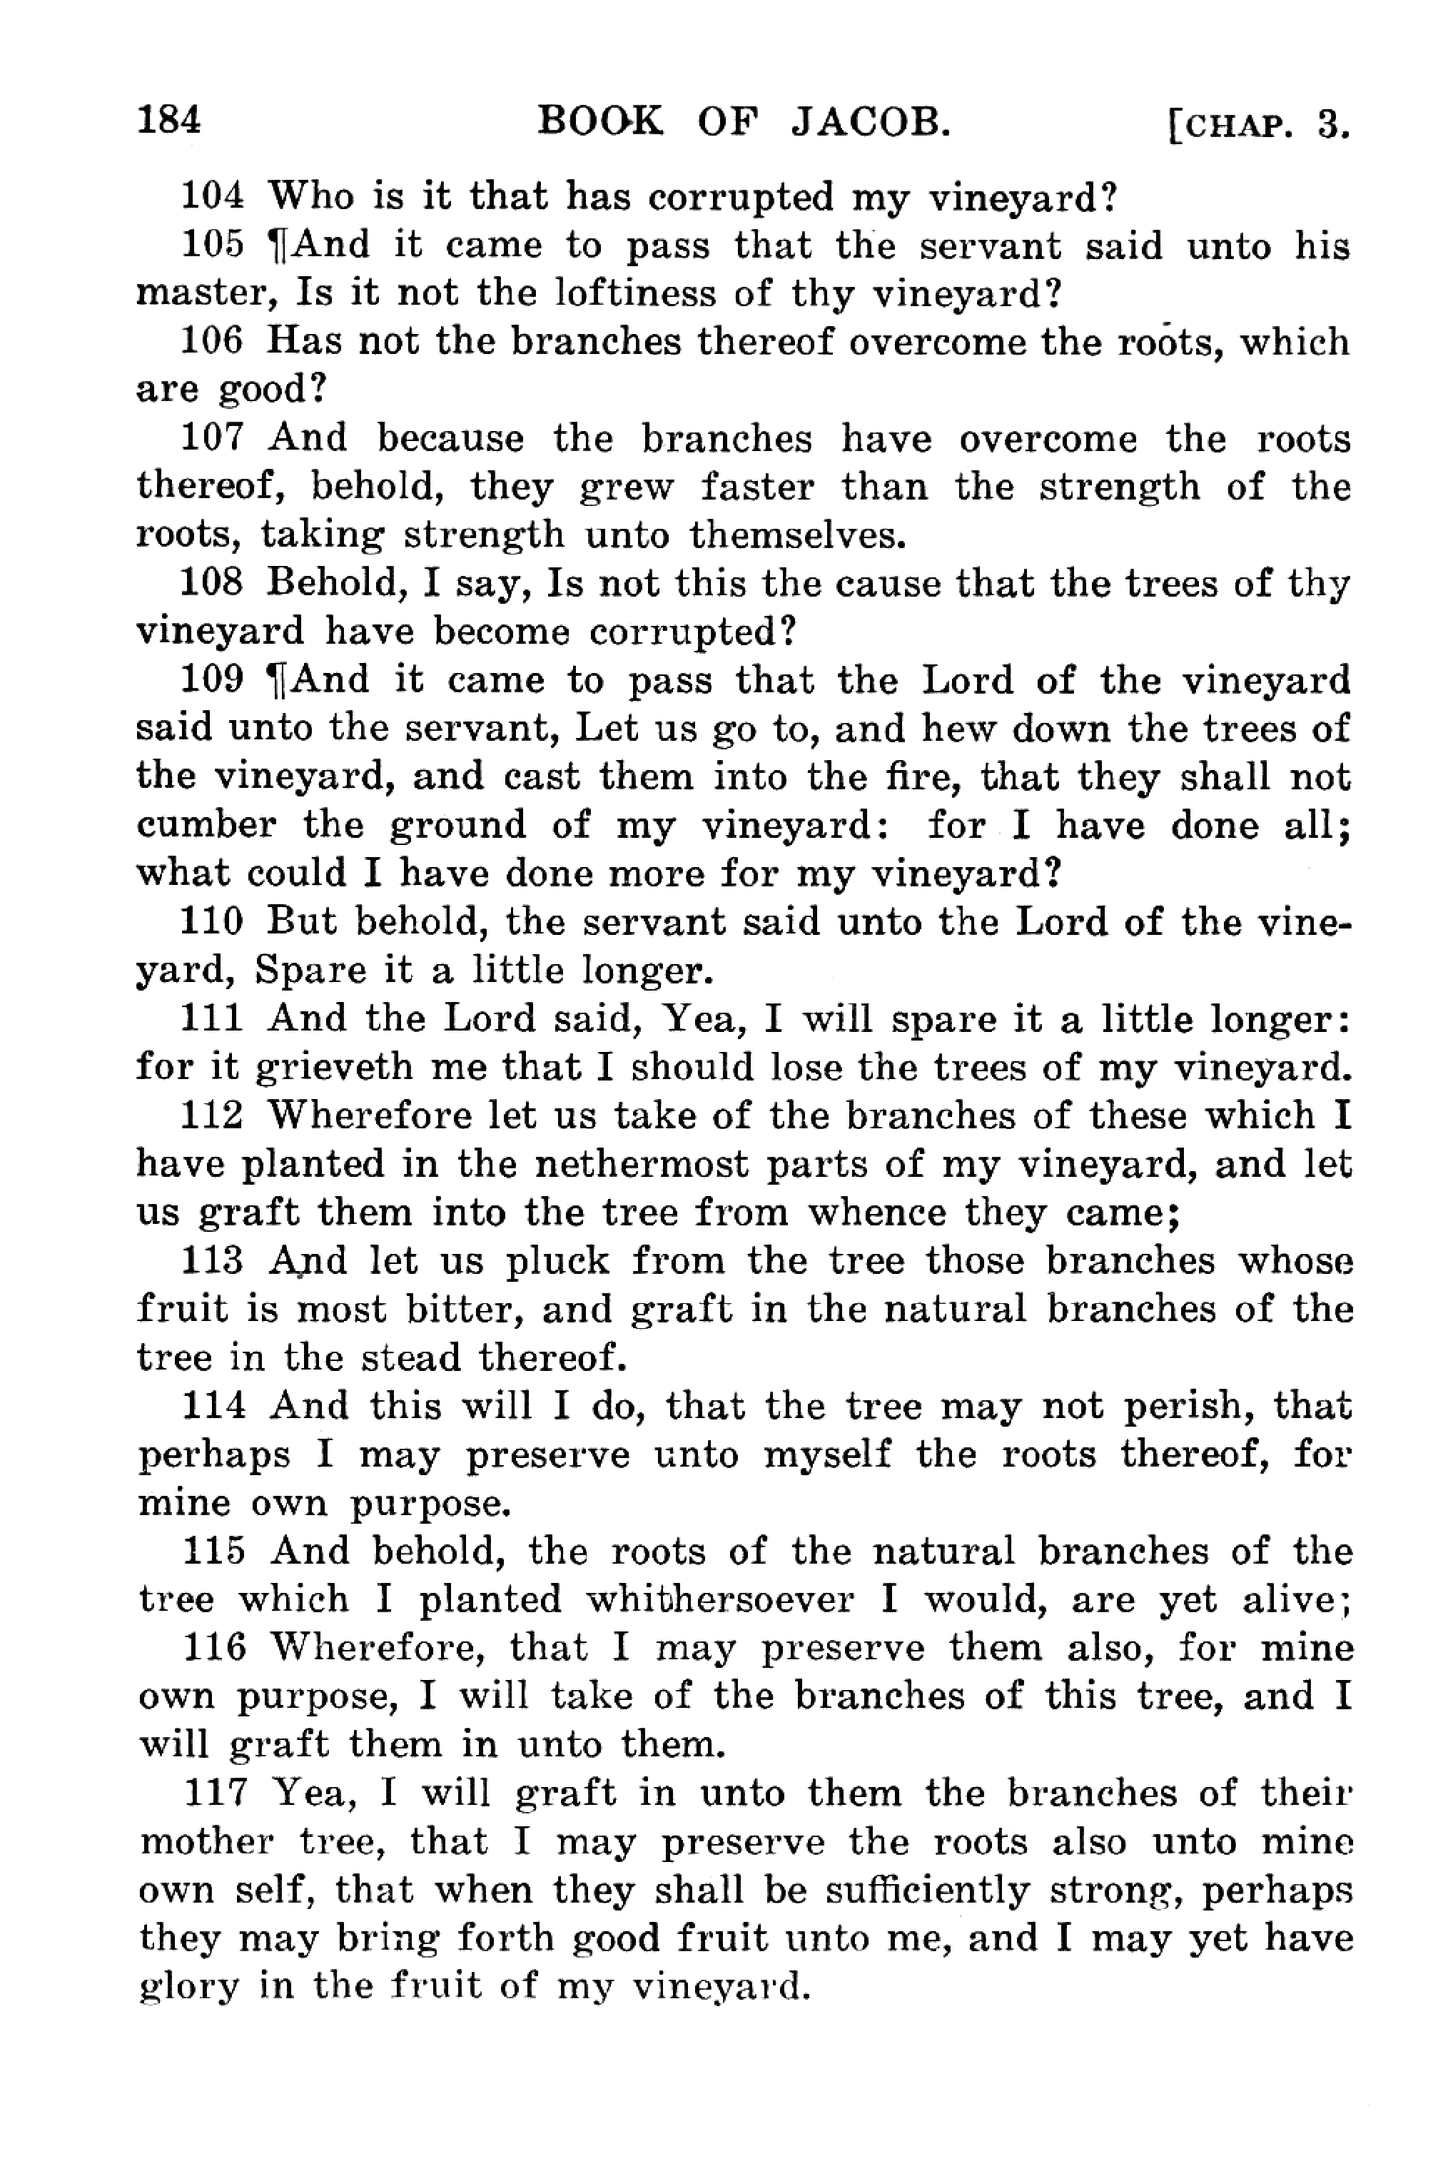 184 BOOK OF JACOB. [CHAP. 3.
104 Who is it that has corrupted my vineyard?
105 ¶And it came to pass that the servant said unto his
master, Is it not the loftiness of thy vineyard?
106 Has not the branches thereof overcome the roots, which
are good?
107 And because the branches have overcome the roots
thereof, behold, they grew faster than the strength of the
roots, taking strength unto themselves.
108 Behold, I say, Is not this the cause that the trees of thy
vineyard have become corrupted?
109 ¶And it came to pass that the Lord of the vineyard
said unto the servant, Let us go to, and hew down the trees of
the vineyard, and cast them into the fire, that they shall not
cumber the ground of my vineyard: for I have done all;
what could I have done more for my vineyard?
110 But behold, the servant said unto the Lord of the vine-
yard, Spare it a little longer.
111 And the Lord said, Yea, I will spare it a little longer:
for it grieveth me that I should lose the trees of my vineyard.
112 Wherefore let us take of the branches of these which I
have planted in the nethermost parts of my vineyard, and let
us graft them into the tree from whence they came;
113 And let us pluck from the tree those branches whose
fruit is most bitter, and graft in the natural branches of the
tree in the stead thereof.
114 And this will I do, that the tree may not perish, that
perhaps I may preserve unto myself the roots thereof, for
mine own purpose.
115 And behold, the roots of the natural branches of the
tree which I planted whithersoever I would, are yet alive;
116 Wherefore, that I may preserve them also, for mine
own purpose, I will take of the branches of this tree, and I
will graft them in unto them.
117 Yea, I will graft in unto them the branches of their
mother tree, that I may preserve the roots also unto mine
own self, that when they shall be sufficiently strong, perhaps
they may bring forth good fruit unto me, and I may yet have
glory in the fruit of my vineyard.